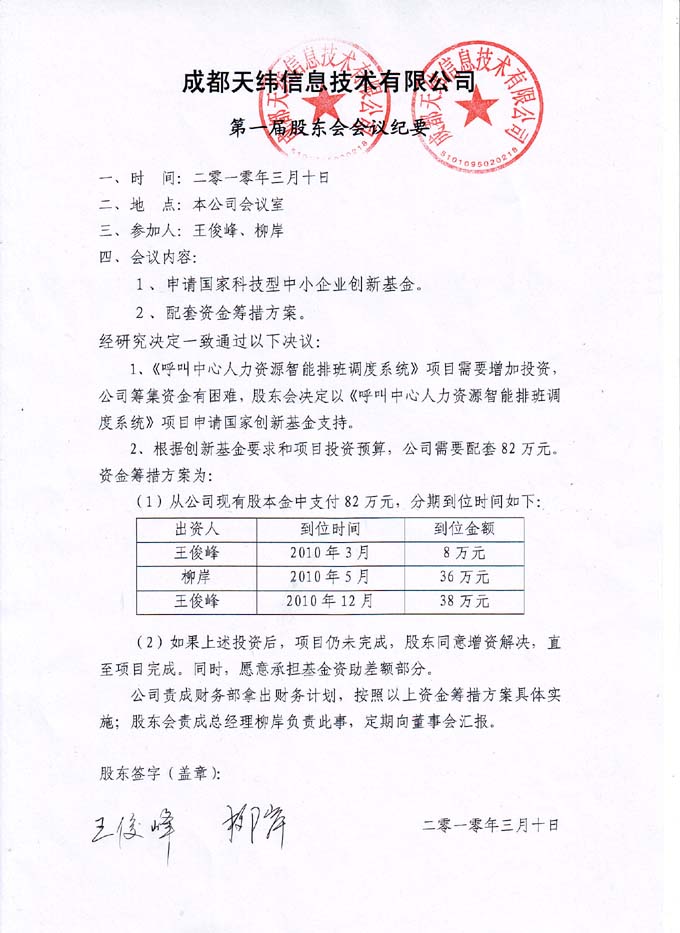 成都天纬信息技术有限公司
第一届股东会会议纪要
成都天纬信息技术有限公司
成都天纬信息技术有限公司
5101095020218
一、时　间：二零一零年三月十日
二、地　点：本公司会议室
三、参加人：王俊峰、柳岸
四、会议内容：
1、申请国家科技型中小企业创新基金。
2、配套资金筹措方案。
经研究决定一致通过以下决议：
1、《呼叫中心人力资源智能排班调度系统》项目需要增加投资，
公司筹集资金有困难，股东会决定以《呼叫中心人力资源智能排班调
度系统》项目申请国家创新基金支持。
2、根据创新基金要求和项目投资预算，公司需要配套82万元。
资金筹措方案为：
（1）从公司现有股本金中支付82万元，分期到位时间如下：
出资人 到位时间 到位金额
王俊峰 2010年3月 8万元
柳岸 2010年5月 36万元
王俊峰 2010年12月 38万元
（2）如果上述投资后，项目仍未完成，股东同意增资解决，直
至项目完成。同时，愿意承担基金资助差额部分。
公司责成财务部拿出财务计划，按照以上资金筹措方案具体实
施；股东会责成总经理柳岸负责此事，定期向董事会汇报。
股东签字（盖章）：
王俊峰 柳岸
二零一零年三月十日